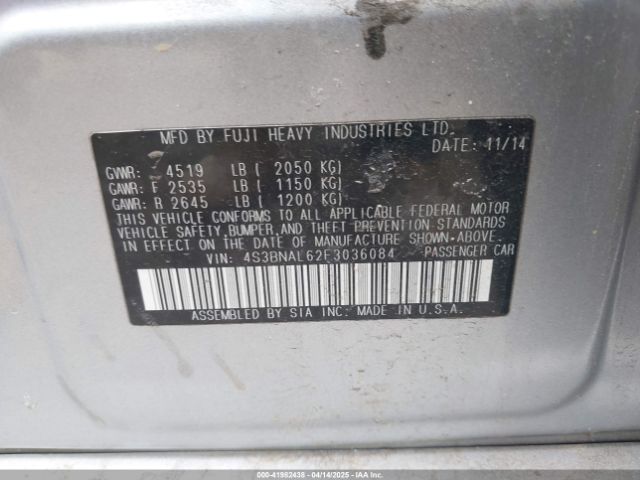 MFD BY FUJI HEAVY INDUSTRIES LTD.
DATE: 11/14
GVWR: 4519 LB ( 2050 KG)
GAWR: F 2535 LB ( 1150 KG)
GAWR: R 2645 LB ( 1200 KG)
THIS VEHICLE CONFORMS TO ALL APPLICABLE FEDERAL MOTOR
VEHICLE SAFETY, BUMPER, AND THEFT PREVENTION STANDARDS
IN EFFECT ON THE DATE OF MANUFACTURE SHOWN ABOVE.
VIN: 4S3BNAL62F3036084 PASSENGER CAR
ASSEMBLED BY SIA INC. MADE IN U.S.A.
000-41982438 - 04/14/2025 - IAA Inc.